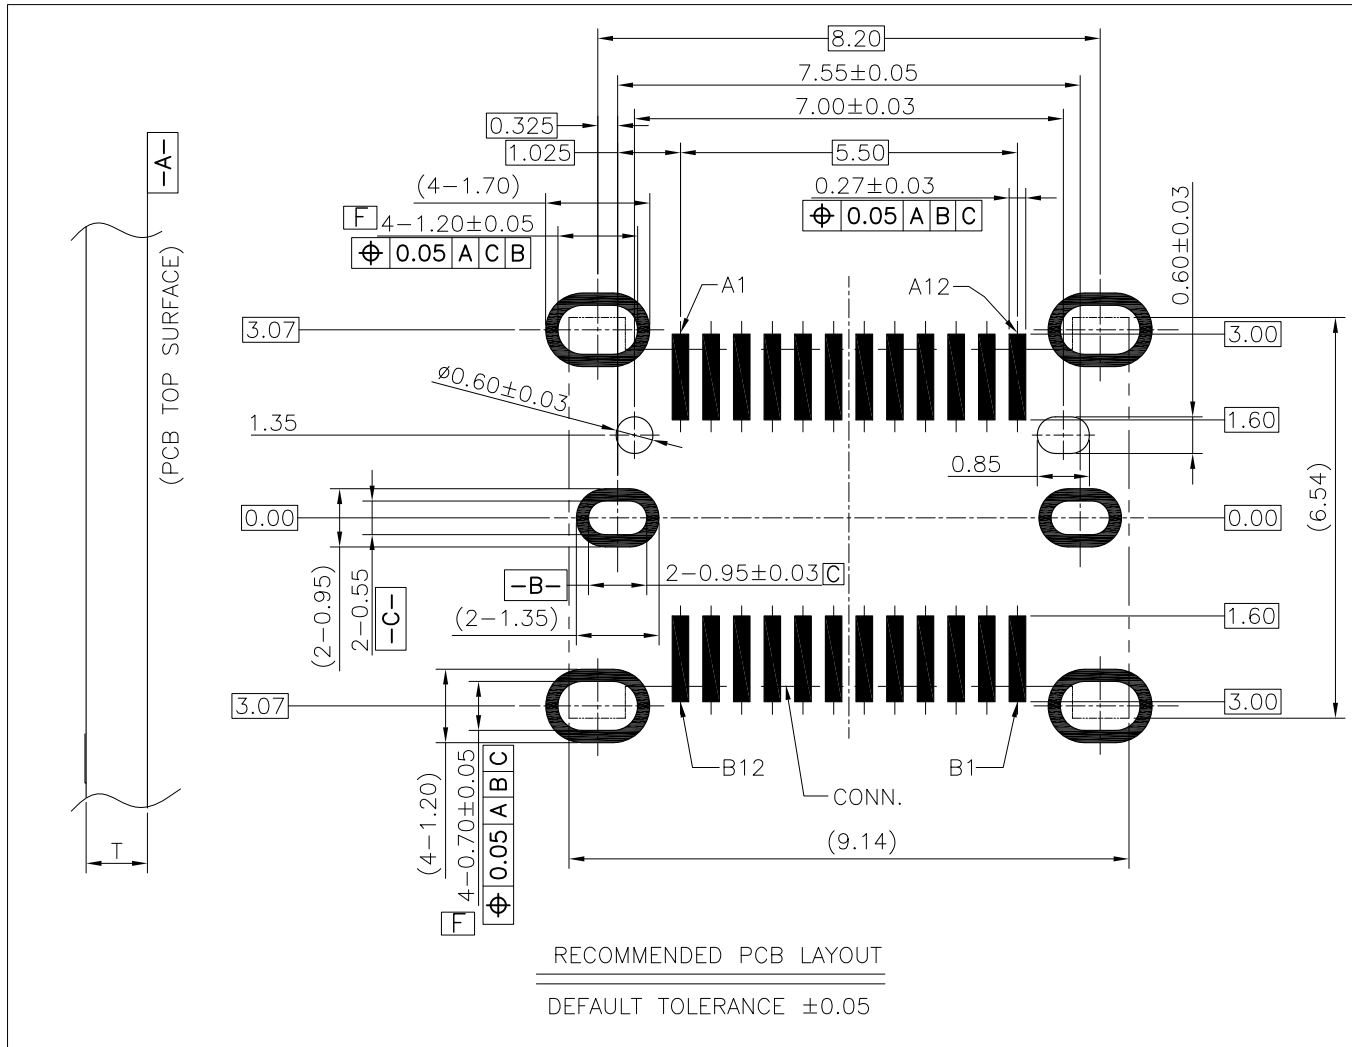 8.20
7.55±0.05
7.00±0.03
0.325
1.025
5.50
-A-
(4-1.70)
0.27±0.03
F
4-1.20±0.05
⌖ 0.05 A B C
⌖ 0.05 A C B
0.60±0.03
(PCB TOP SURFACE)
A1
A12
3.07
3.00
ø0.60±0.03
1.35
1.60
0.85
(6.54)
0.00
0.00
-B-
2-0.95±0.03 C
(2-0.95)
2-0.55
-C-
(2-1.35)
1.60
3.07
3.00
B12
B1
CONN.
(4-1.20)
4-0.70±0.05
⌖ 0.05 A B C
F
T
(9.14)
RECOMMENDED PCB LAYOUT
DEFAULT TOLERANCE ±0.05